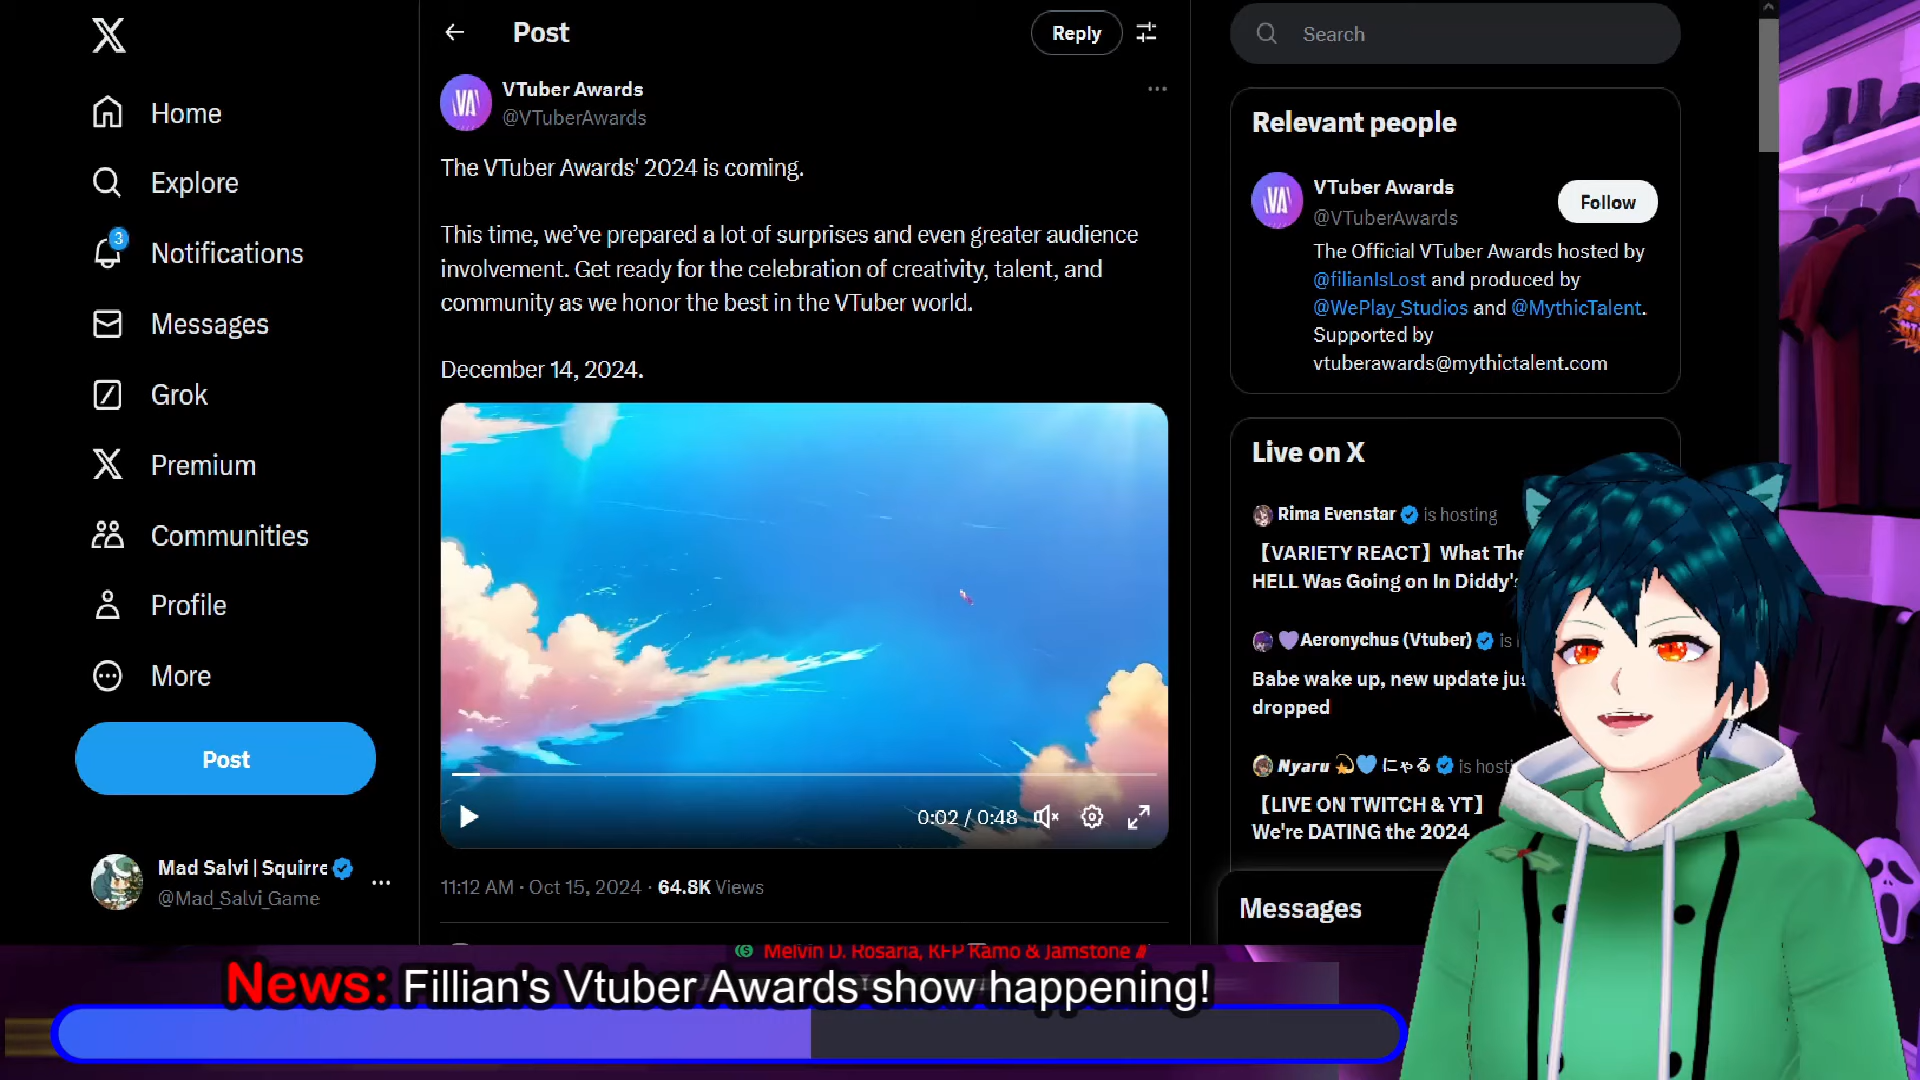 Home
Explore
3
Notifications
Messages
Grok
Premium
Communities
Profile
More
Post
Mad Salvi | Squirre
@Mad_Salvi_Game
Post
Reply
VTuber Awards
@VTuberAwards
The VTuber Awards' 2024 is coming.
This time, we've prepared a lot of surprises and even greater audience
involvement. Get ready for the celebration of creativity, talent, and
community as we honor the best in the VTuber world.
December 14, 2024.
0:02 / 0:48
11:12 AM · Oct 15, 2024 · 64.8K Views
Search
Relevant people
VTuber Awards
@VTuberAwards
Follow
The Official VTuber Awards hosted by
@filianIsLost and produced by
@WePlay_Studios and @MythicTalent.
Supported by
vtuberawards@mythictalent.com
Live on X
Rima Evenstar is hosting
【VARIETY REACT】What The
HELL Was Going on In Diddy's
Aeronychus (Vtuber) is
Babe wake up, new update jus
dropped
Nyaru にゃる is hosti
【LIVE ON TWITCH & YT】
We're DATING the 2024
Messages
Melvin D. Rosaria, KFP Kamo & Jamstone
News: Fillian's Vtuber Awards show happening!